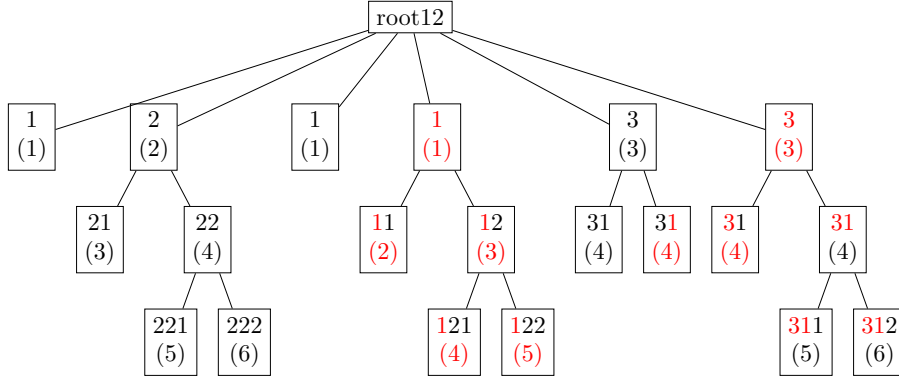 root12
1 2 1 1 3 3
(1) (2) (1) (1) (3) (3)
21 22 11 12 31 31 31 31
(3) (4) (2) (3) (4) (4) (4) (4)
221 222 121 122 311 312
(5) (6) (4) (5) (5) (6)